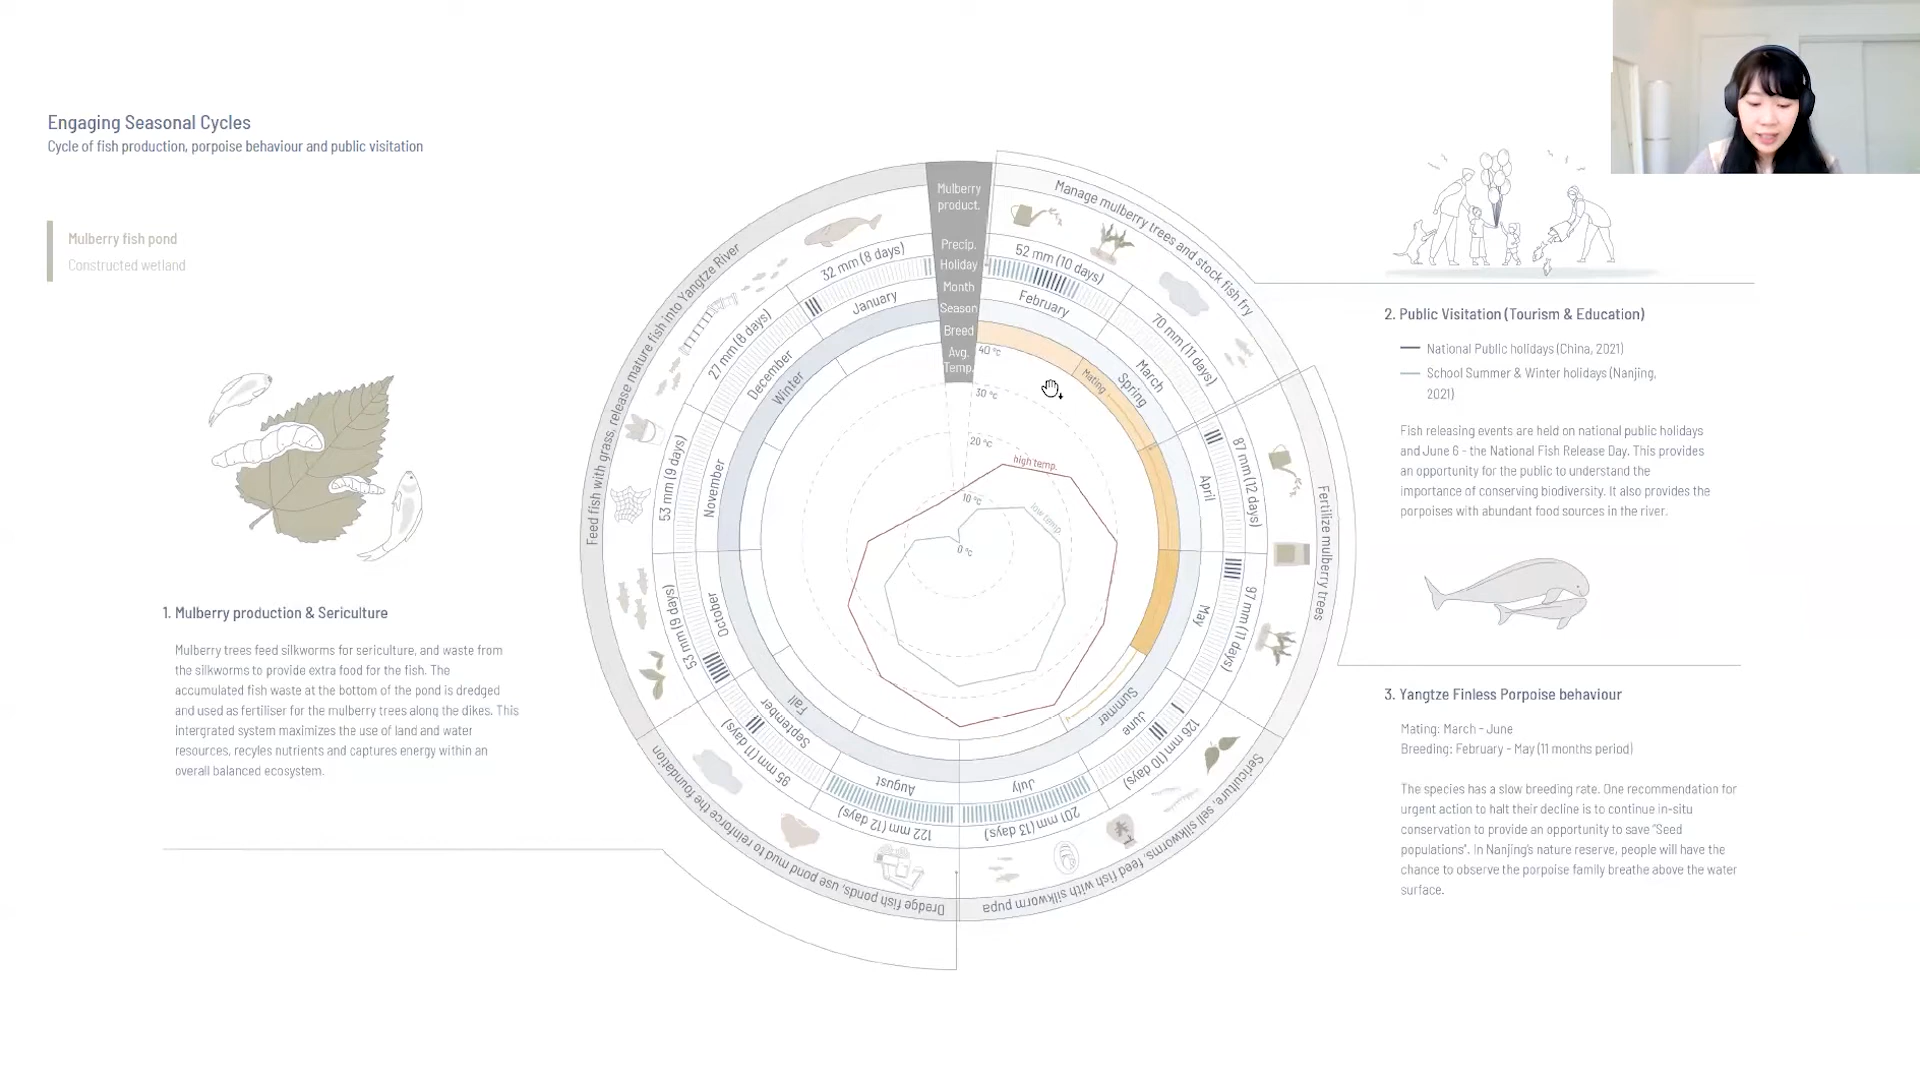 Engaging Seasonal Cycles
Cycle of fish production, porpoise behaviour and public visitation
Mulberry fish pond
Constructed wetland
1. Mulberry production & Sericulture
Mulberry trees feed silkworms for sericulture, and waste from
the silkworms to provide extra food for the fish. The
accumulated fish waste at the bottom of the pond is dredged
and used as fertiliser for the mulberry trees along the dikes. This
intergrated system maximizes the use of land and water
resources, recyles nutrients and captures energy within an
overall balanced ecosystem.
Mulberry
product.
Precip.
Holiday
Month
Season
Breed
Avg.
Temp.
40 °c
30 °c
20 °c
10 °c
0 °c
high temp.
low temp.
Manage mulberry trees and stock fish fry
Fertilize mulberry trees
Sericulture, sell silkworms, feed fish with silkworm pupa
Dredge fish ponds, use pond mud to reinforce the foundation
Feed fish with grass, release mature fish into Yangtze River
52 mm (10 days)
70 mm (11 days)
87 mm (12 days)
97 mm (11 days)
126 mm (10 days)
201 mm (13 days)
122 mm (12 days)
95 mm (11 days)
53 mm (9 days)
53 mm (9 days)
27 mm (8 days)
32 mm (8 days)
February
March
April
May
June
July
August
September
October
November
December
January
Spring
Summer
Fall
Winter
Mating
2. Public Visitation (Tourism & Education)
National Public holidays (China, 2021)
School Summer & Winter holidays (Nanjing,
2021)
Fish releasing events are held on national public holidays
and June 6 - the National Fish Release Day. This provides
an opportunity for the public to understand the
importance of conserving biodiversity. It also provides the
porpoises with abundant food sources in the river.
3. Yangtze Finless Porpoise behaviour
Mating: March - June
Breeding: February - May (11 months period)
The species has a slow breeding rate. One recommendation for
urgent action to halt their decline is to continue in-situ
conservation to provide an opportunity to save "Seed
populations". In Nanjing's nature reserve, people will have the
chance to observe the porpoise family breathe above the water
surface.